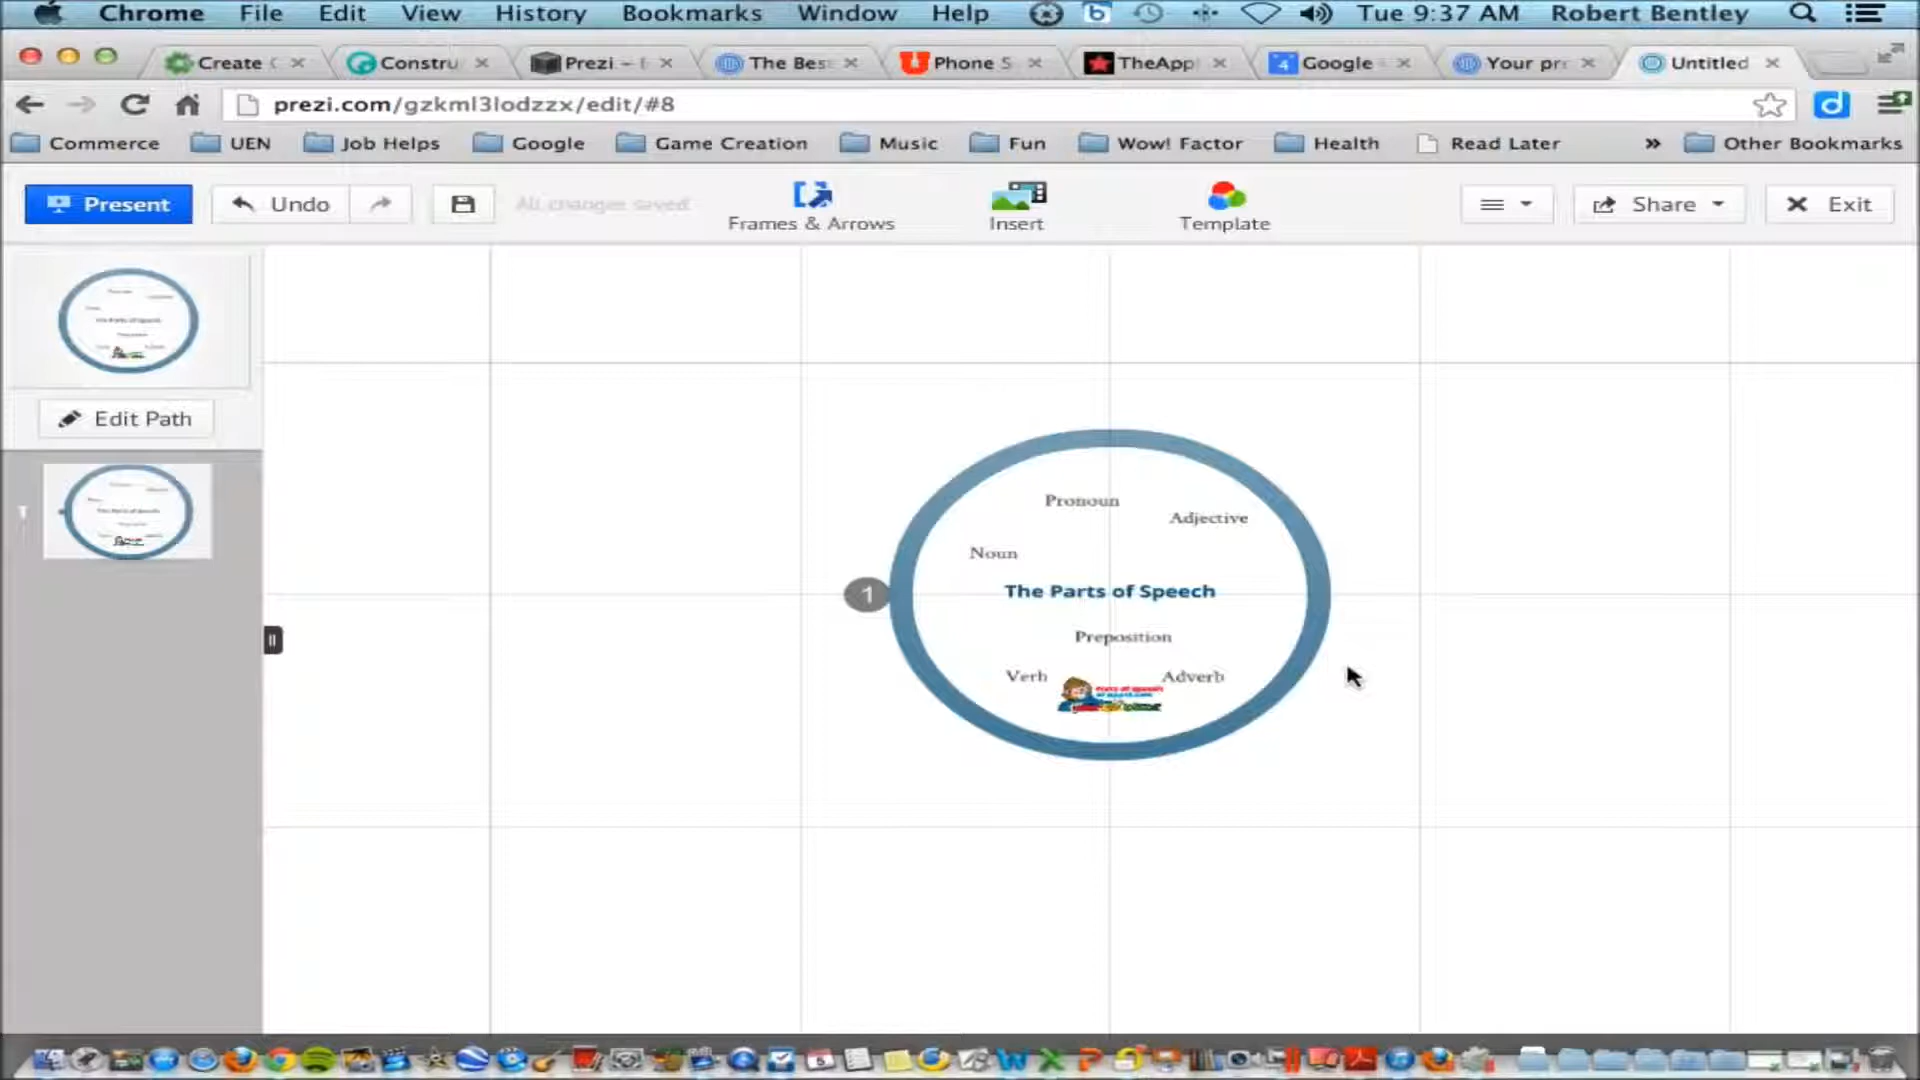 Chrome File Edit View History Bookmarks Window Help Tue 9:37 AM Robert Bentley
Create Constru Prezi – The Bes Phone S TheApp Google Your pr Untitled
prezi.com/gzkml3lodzzx/edit/#8
Commerce UEN Job Helps Google Game Creation Music Fun Wow! Factor Health Read Later » Other Bookmarks
Present Undo All changes saved Frames & Arrows Insert Template Share Exit
Edit Path
Pronoun
Adjective
Noun
1
The Parts of Speech
Preposition
Verb
Adverb